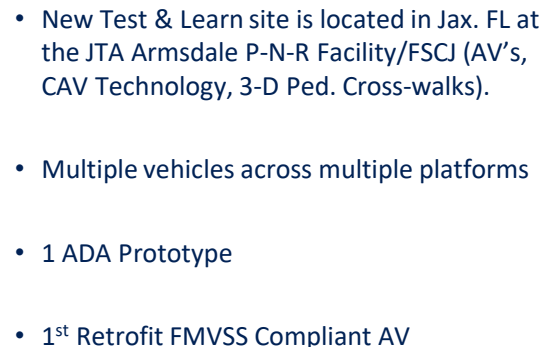 • New Test & Learn site is located in Jax. FL at
the JTA Armsdale P-N-R Facility/FSCJ (AV’s,
CAV Technology, 3-D Ped. Cross-walks).
• Multiple vehicles across multiple platforms
• 1 ADA Prototype
• 1st Retrofit FMVSS Compliant AV